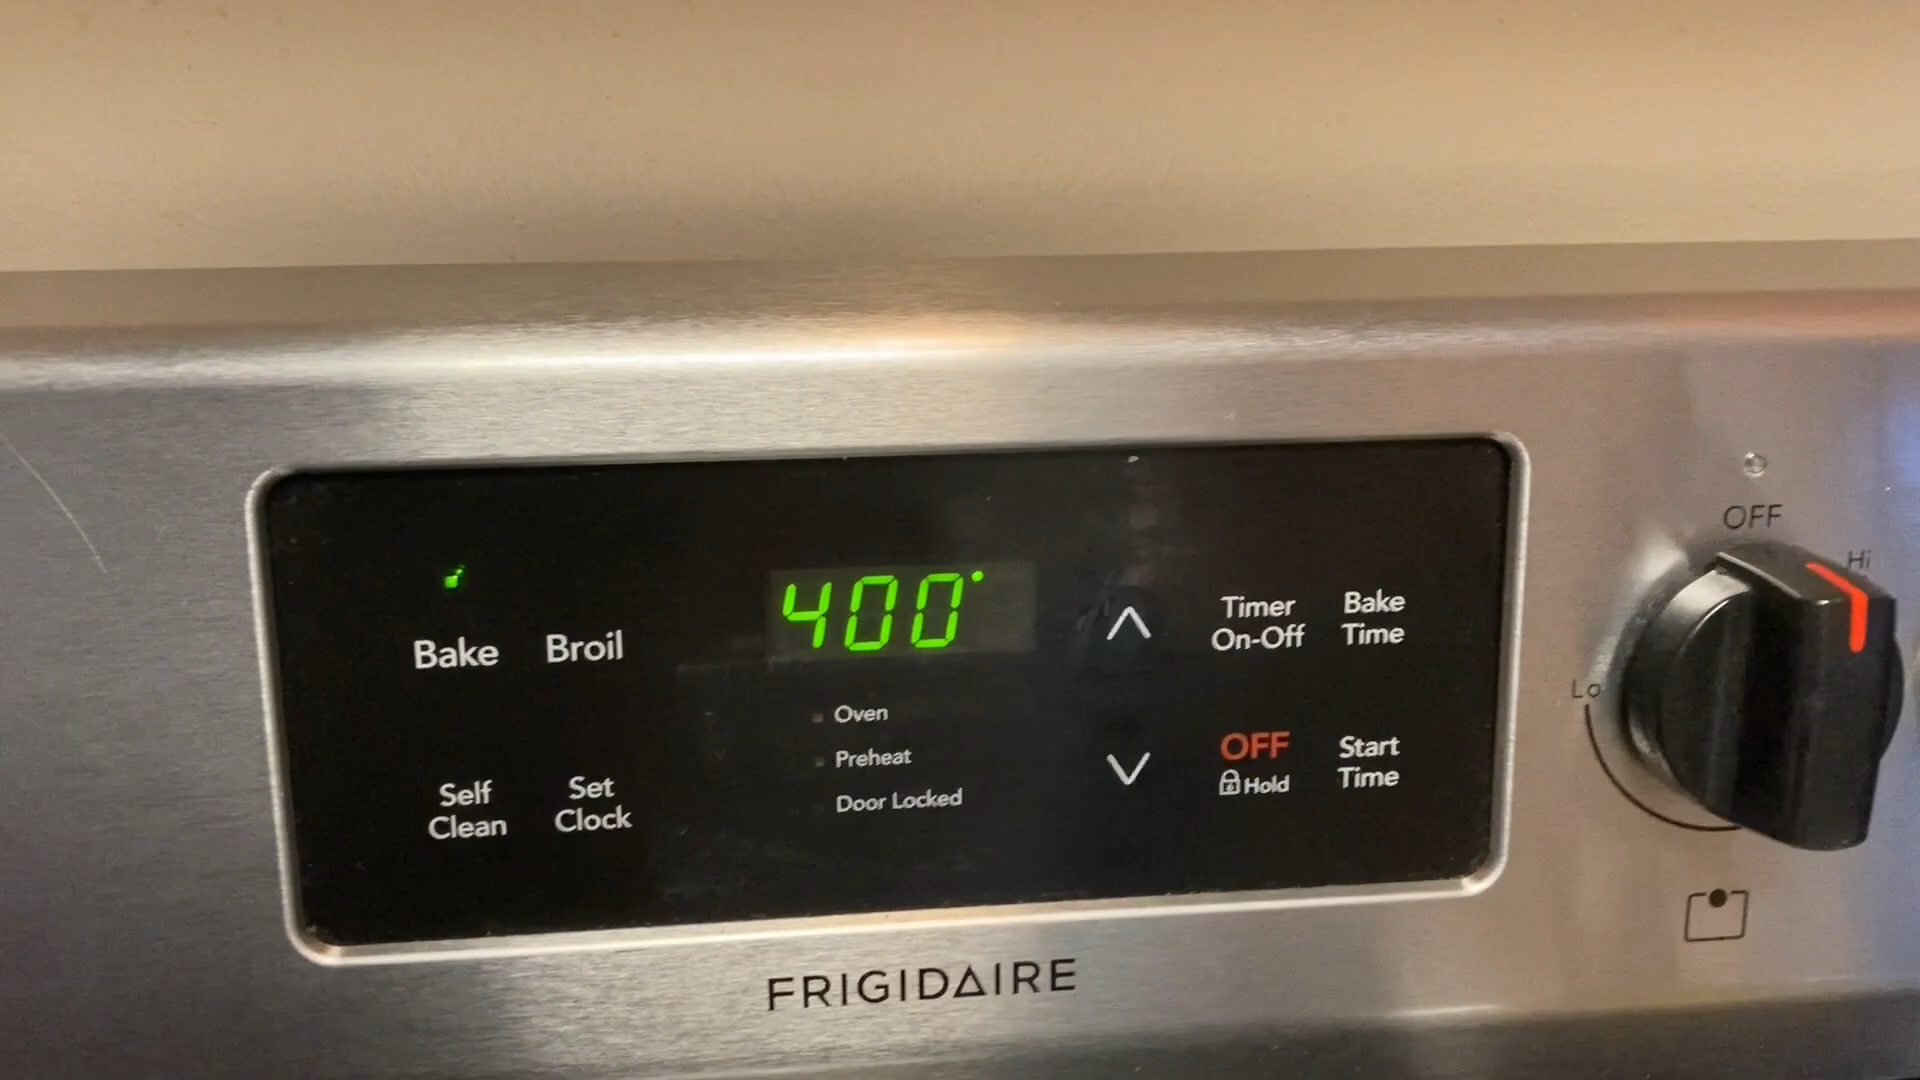 400°
Bake
Broil
Self
Clean
Set
Clock
Oven
Preheat
Door Locked
Timer
On-Off
Bake
Time
OFF
Hold
Start
Time
FRIGIDAIRE
OFF
Hi
Lo